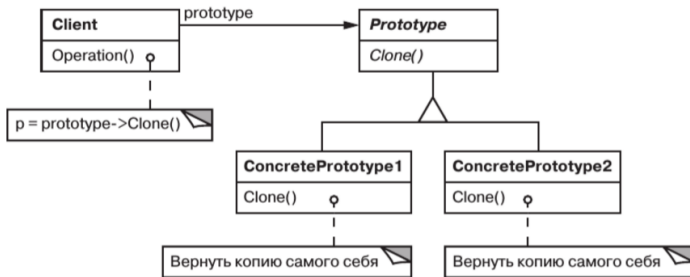 Client
prototype
Prototype
Operation()
Clone()
p = prototype->Clone()
ConcretePrototype1
ConcretePrototype2
Clone()
Clone()
Вернуть копию самого себя
Вернуть копию самого себя